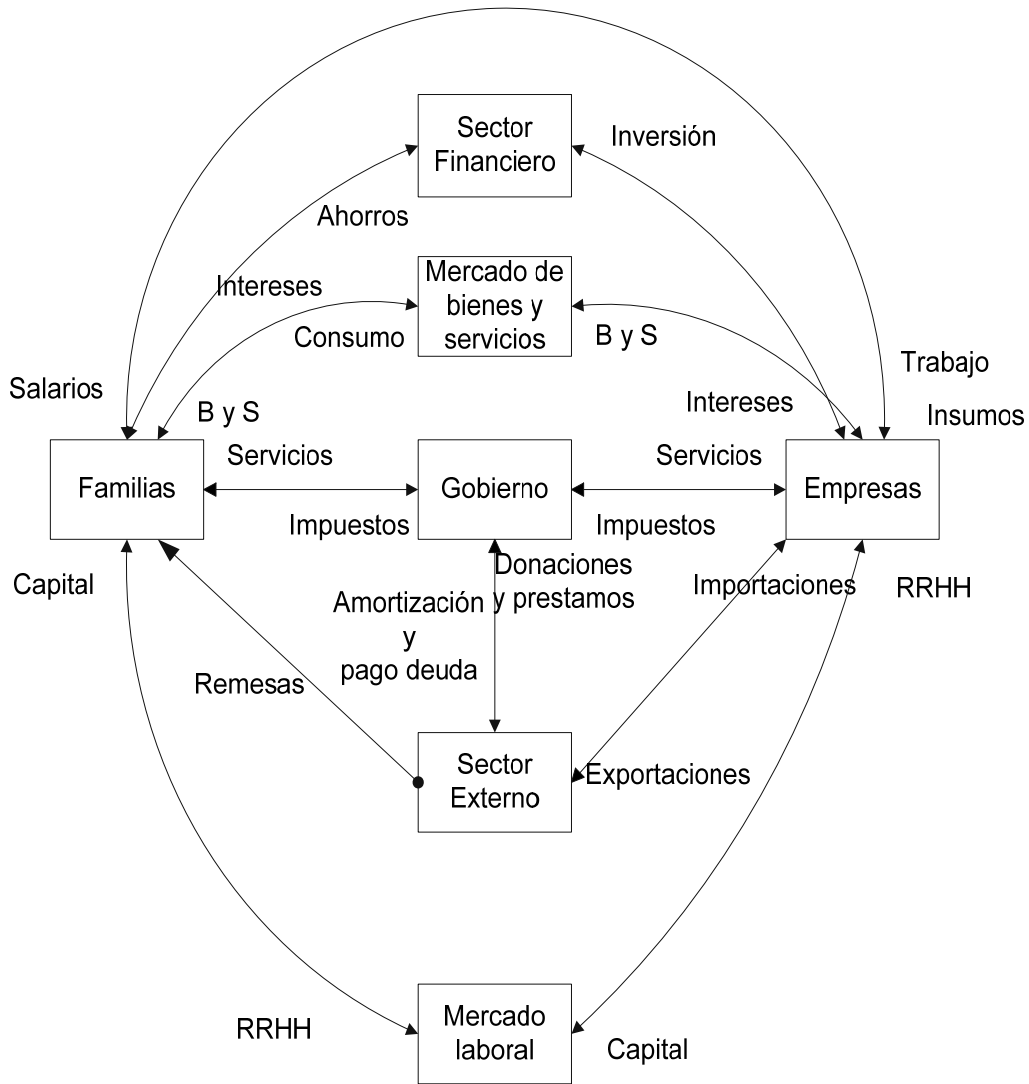 Sector
Financiero
Inversión
Ahorros
Intereses
Mercado de
bienes y
servicios
Consumo
B y S
Trabajo
Salarios
Intereses
B y S
Insumos
Servicios
Servicios
Familias
Gobierno
Empresas
Impuestos
Impuestos
Donaciones
y prestamos
Capital
Importaciones
RRHH
Amortización
y
pago deuda
Remesas
Sector
Externo
Exportaciones
Mercado
laboral
RRHH
Capital